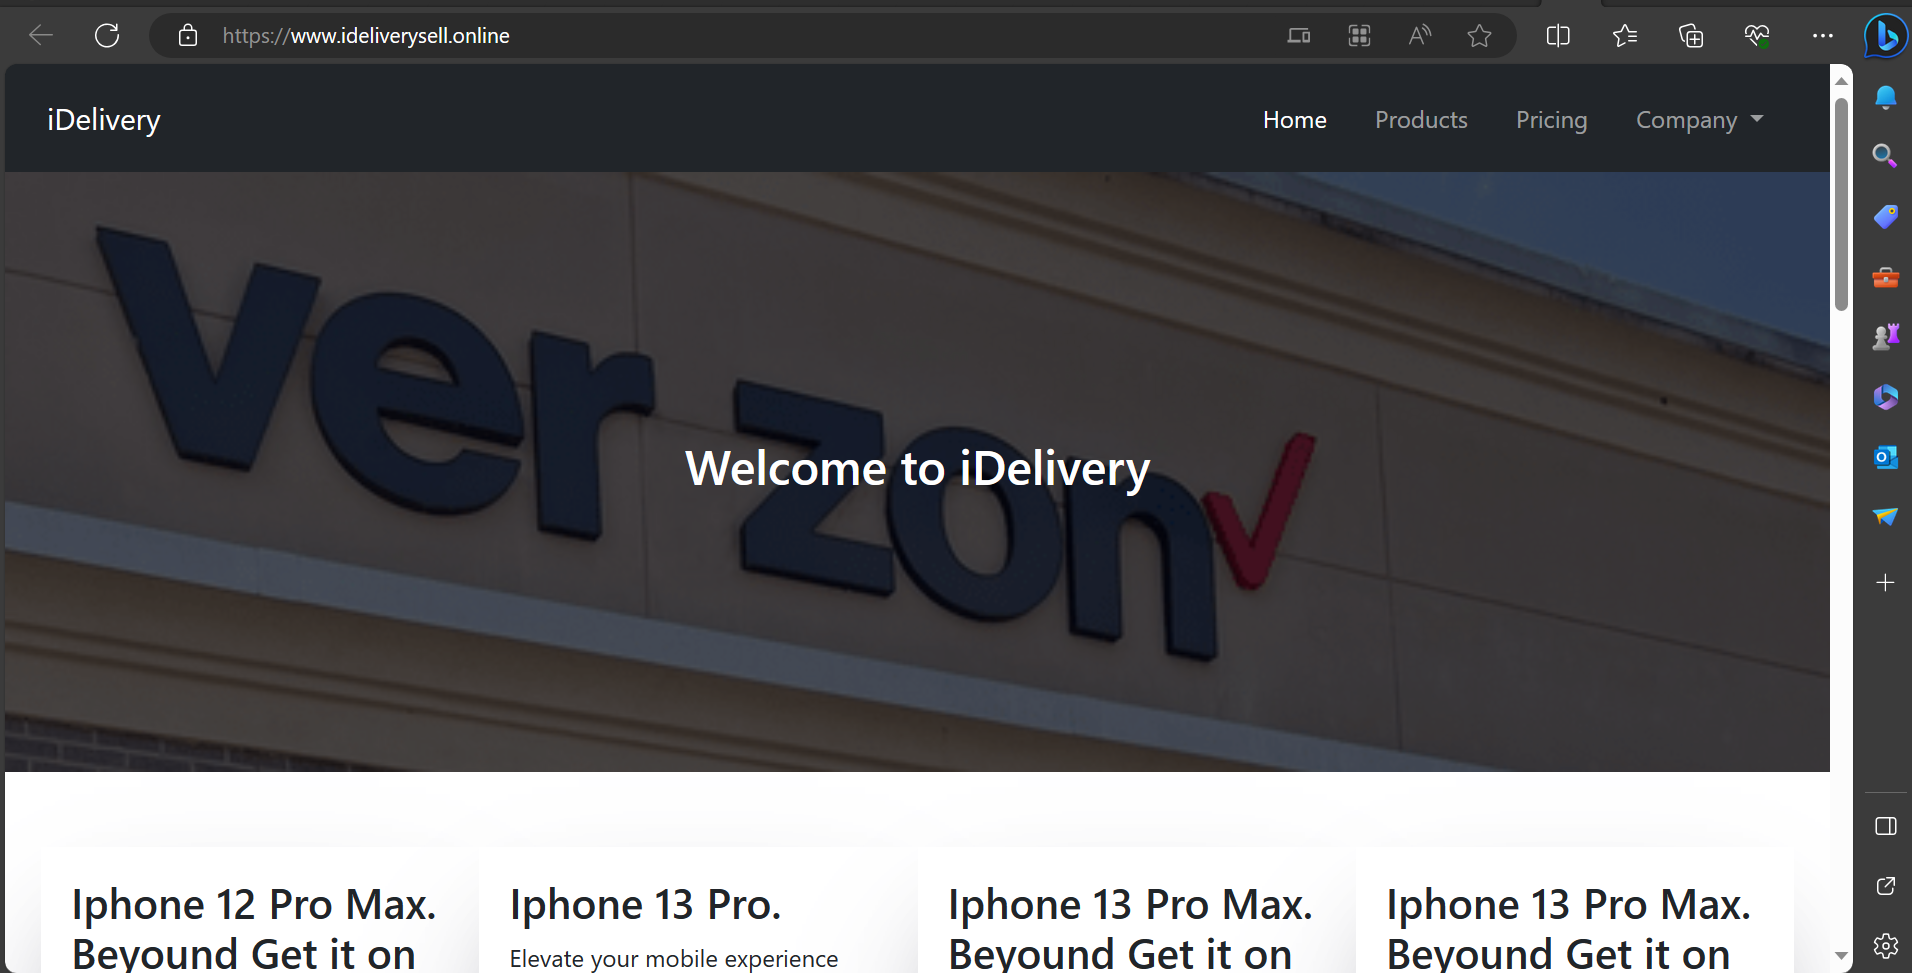 https://www.ideliverysell.online
iDelivery
Home Products Pricing Company
ver zon
Welcome to iDelivery
Iphone 12 Pro Max.
Beyound Get it on
Iphone 13 Pro.
Elevate your mobile experience
Iphone 13 Pro Max.
Beyound Get it on
Iphone 13 Pro Max.
Beyound Get it on